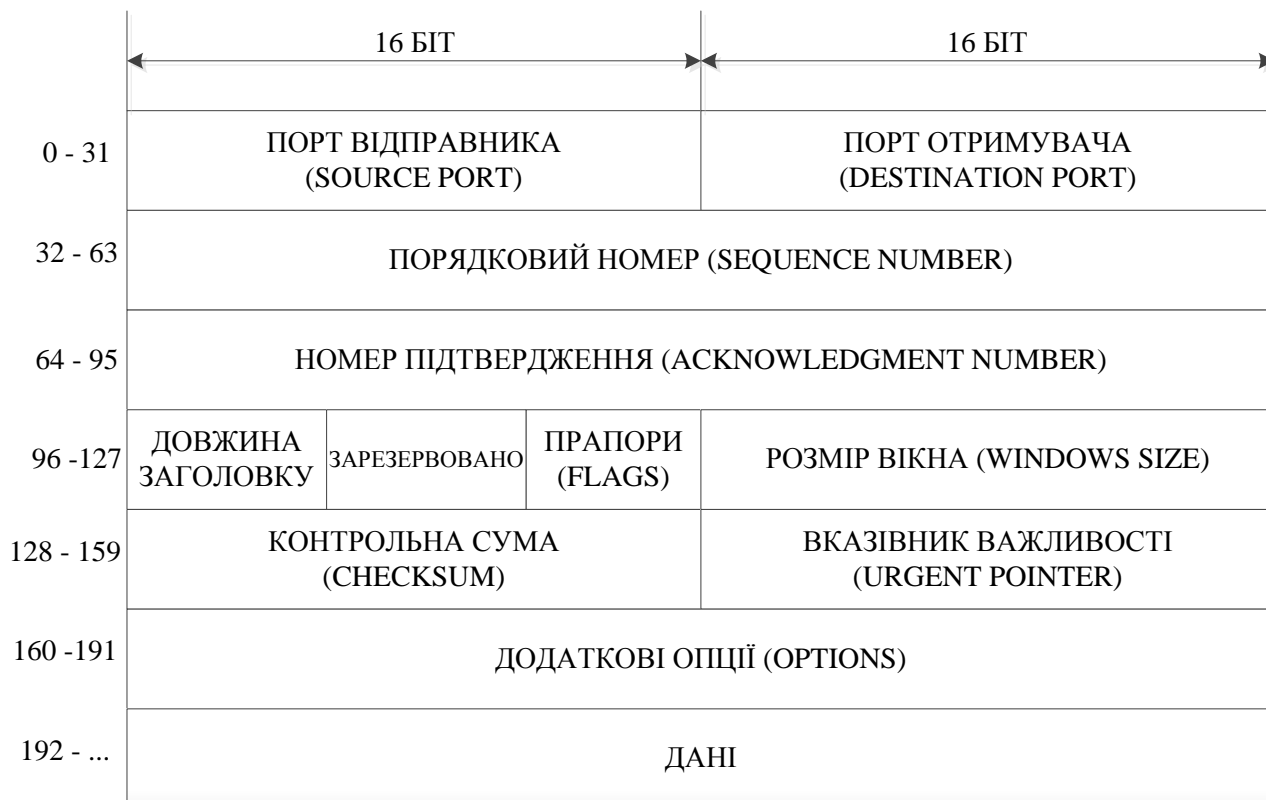 16 БІТ
16 БІТ
0 - 31
ПОРТ ВІДПРАВНИКА
(SOURCE PORT)
ПОРТ ОТРИМУВАЧА
(DESTINATION PORT)
32 - 63
ПОРЯДКОВИЙ НОМЕР (SEQUENCE NUMBER)
64 - 95
НОМЕР ПІДТВЕРДЖЕННЯ (ACKNOWLEDGMENT NUMBER)
96 -127
ДОВЖИНА
ЗАГОЛОВКУ
ЗАРЕЗЕРВОВАНО
ПРАПОРИ
(FLAGS)
РОЗМІР ВІКНА (WINDOWS SIZE)
128 - 159
КОНТРОЛЬНА СУМА
(CHECKSUM)
ВКАЗІВНИК ВАЖЛИВОСТІ
(URGENT POINTER)
160 -191
ДОДАТКОВІ ОПЦІЇ (OPTIONS)
192 - ...
ДАНІ